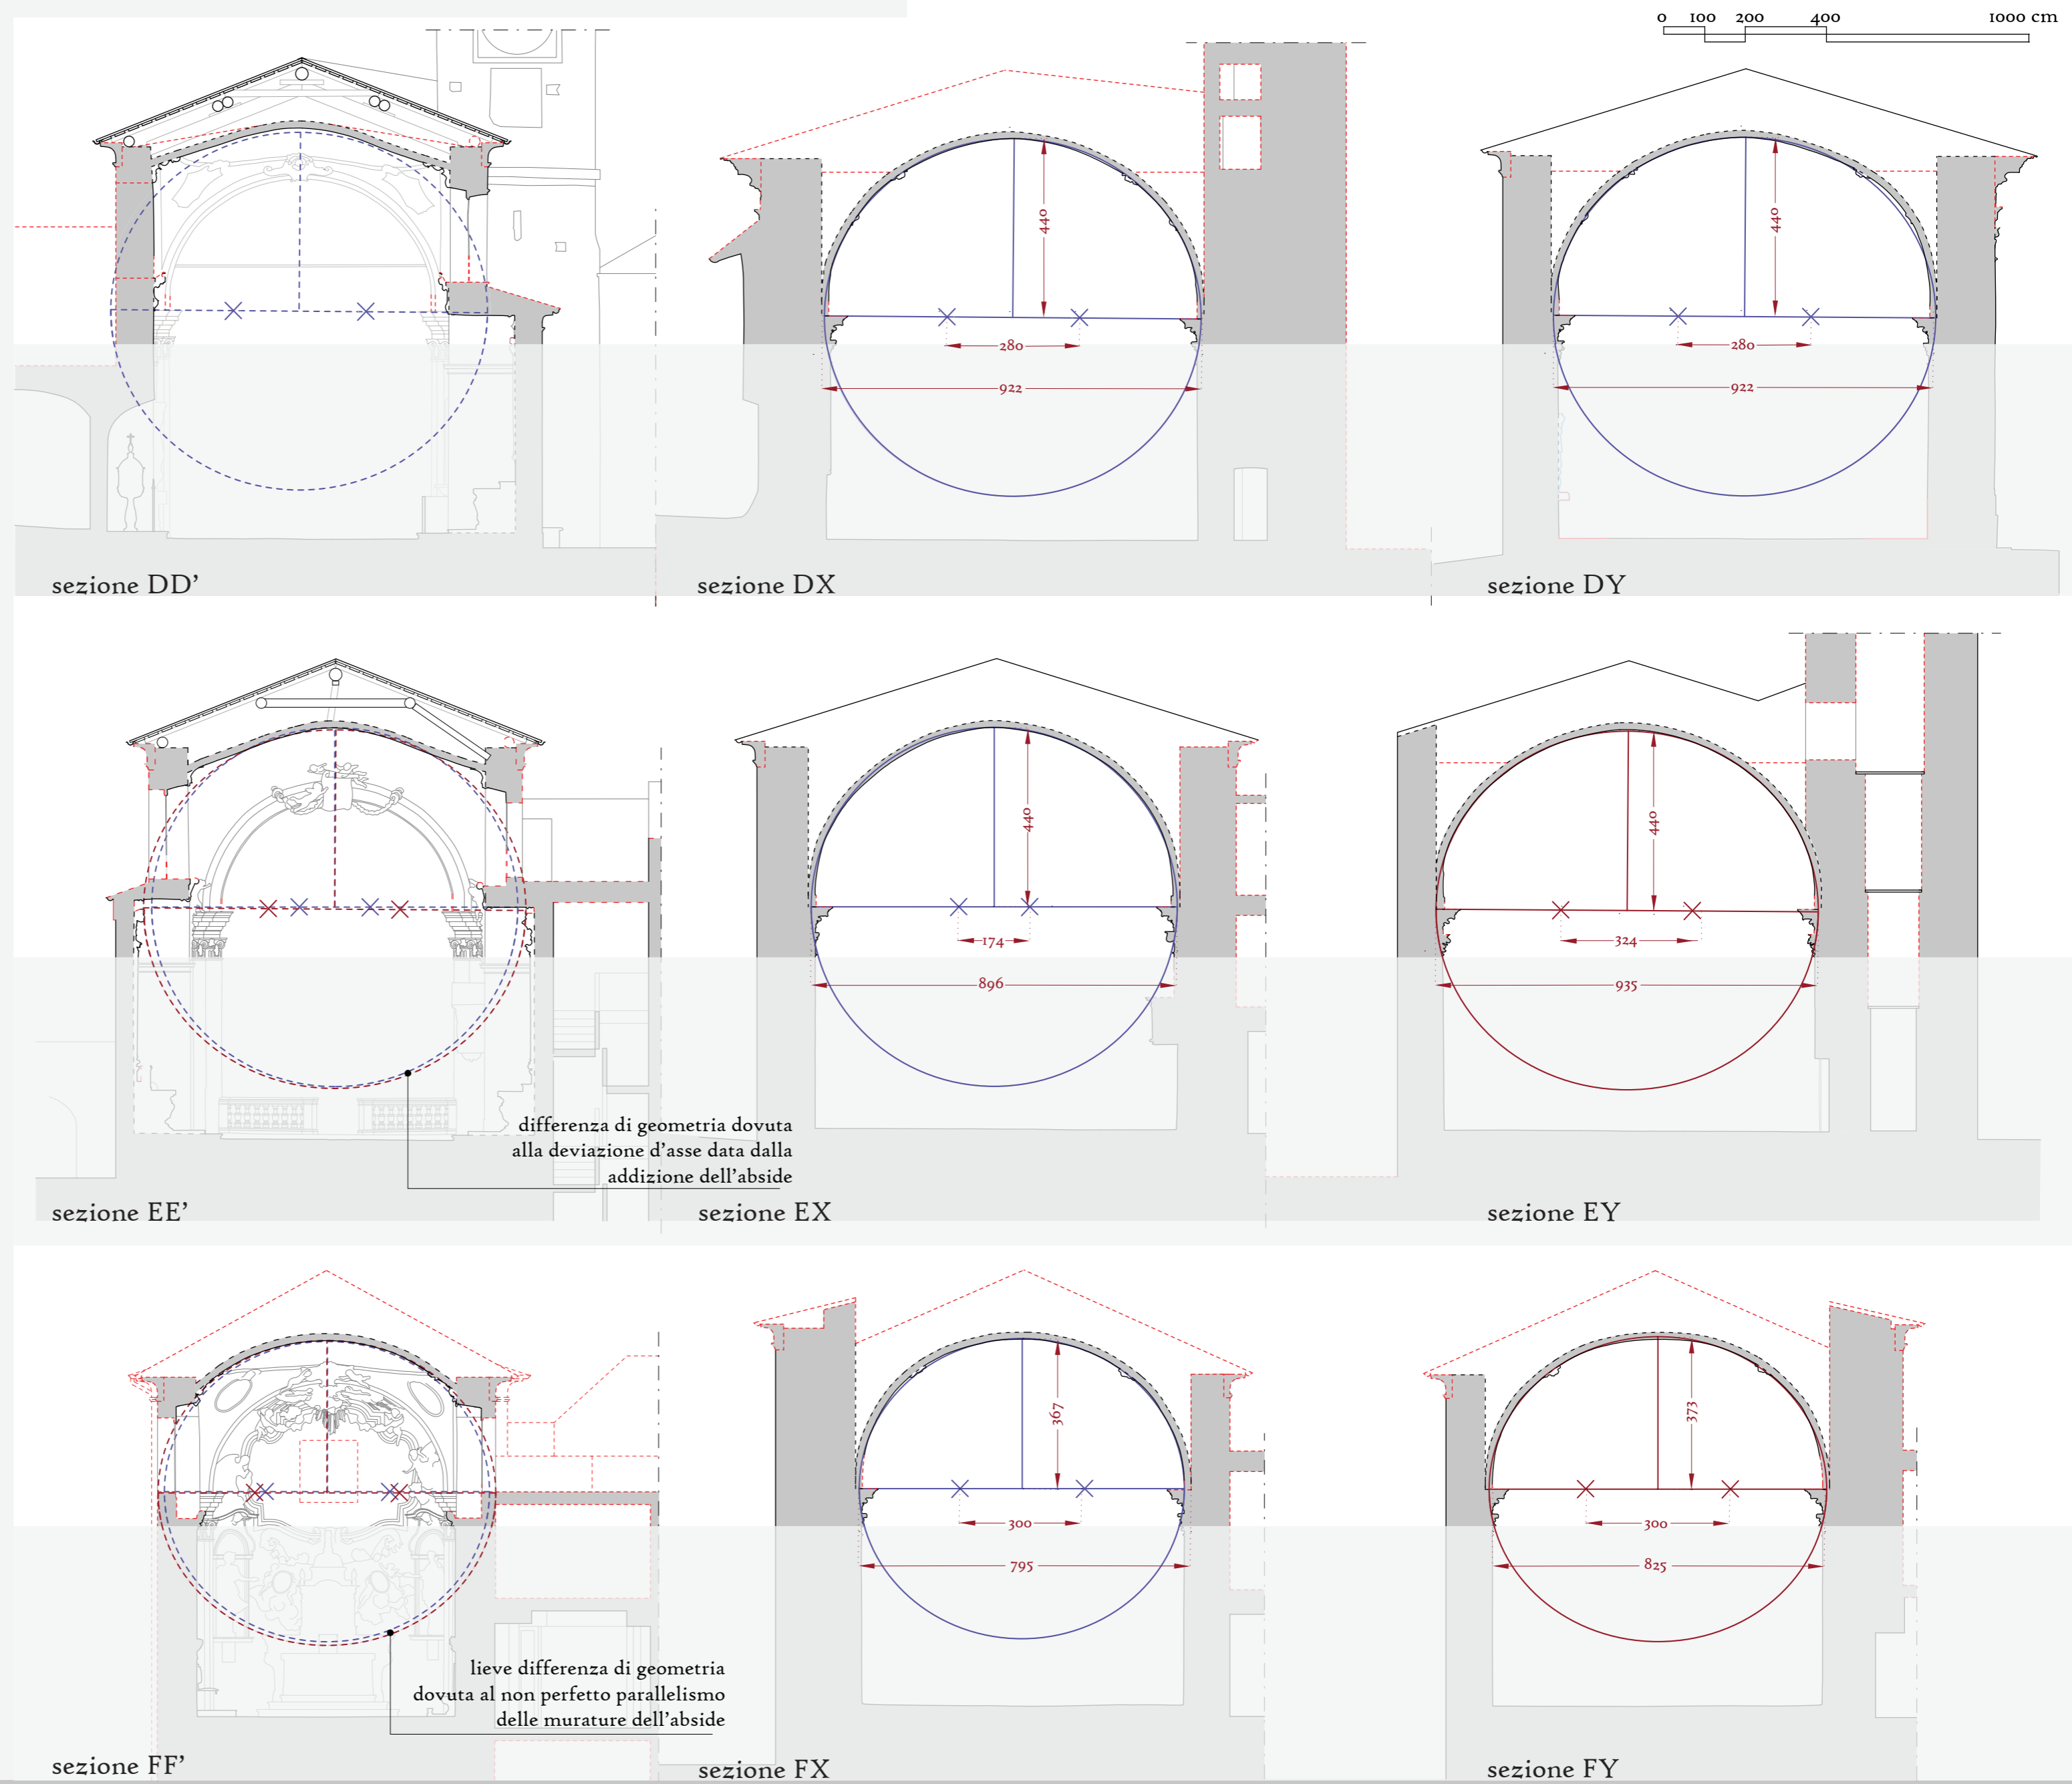 0 100 200 400 1000 cm
440
280
922
440
280
922
sezione DD’
sezione DX
sezione DY
440
174
896
440
324
935
differenza di geometria dovuta
alla deviazione d’asse data dalla
addizione dell’abside
sezione EE’
sezione EX
sezione EY
367
300
795
373
300
825
lieve differenza di geometria
dovuta al non perfetto parallelismo
delle murature dell’abside
sezione FF’
sezione FX
sezione FY